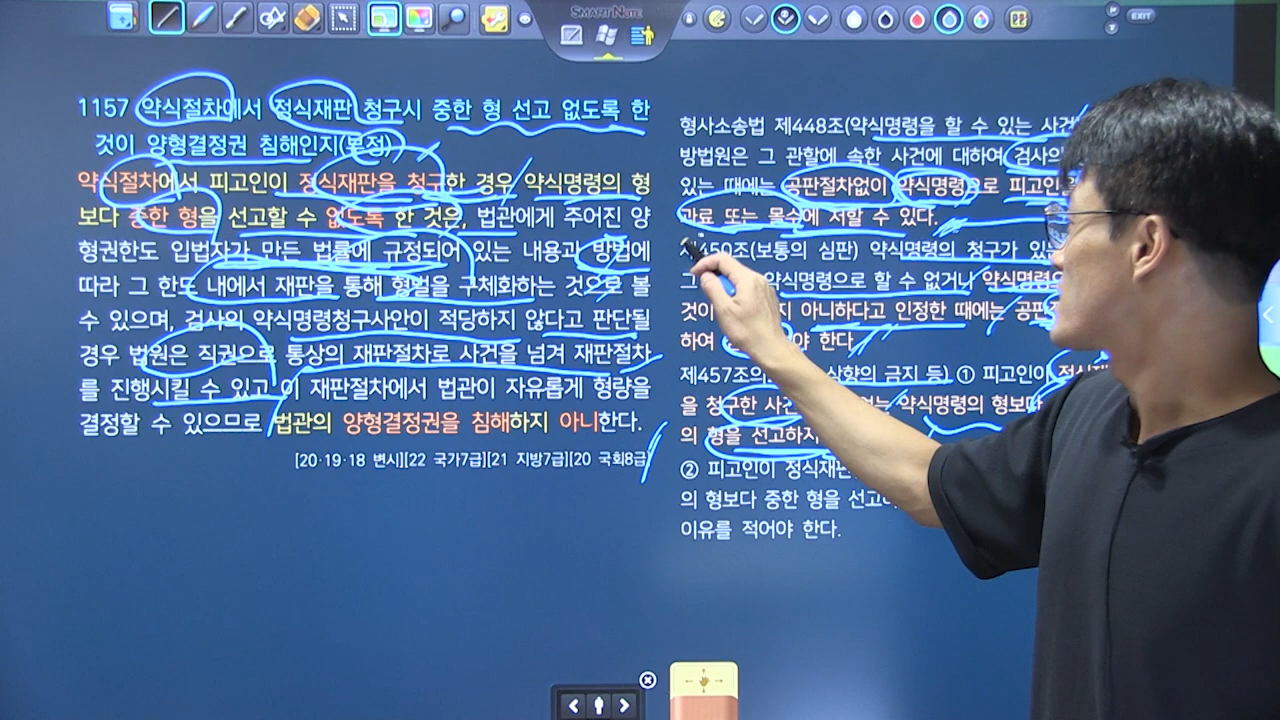 SMARTNOTE
EXIT
1157 약식절차에서 정식재판 청구시 중한 형 선고 없도록 한
것이 양형결정권 침해인지(본정)
약식절차에서 피고인이 정식재판을 청구한 경우 약식명령의 형
보다 중한 형을 선고할 수 없도록 한 것은, 법관에게 주어진 양
형권한도 입법자가 만든 법률에 규정되어 있는 내용과 방법에
따라 그 한도 내에서 재판을 통해 형벌을 구체화하는 것으로 볼
수 있으며, 검사의 약식명령청구사안이 적당하지 않다고 판단될
경우 법원은 직권으로 통상의 재판절차로 사건을 넘겨 재판절차
를 진행시킬 수 있고 이 재판절차에서 법관이 자유롭게 형량을
결정할 수 있으므로 법관의 양형결정권을 침해하지 아니한다.
[20·19·18 변시][22 국가7급][21 지방7급][20 국회8급]
형사소송법 제448조(약식명령을 할 수 있는 사건
방법원은 그 관할에 속한 사건에 대하여 검사의
있는 때에는 공판절차없이 약식명령으로 피고인을
과료 또는 몰수에 처할 수 있다.
제450조(보통의 심판) 약식명령의 청구가 있는
그 약식명령으로 할 수 없거나 약식명령으
것이 지 아니하다고 인정한 때에는 공판
하여 야 한다
제457조의 상향의 금지 등) ① 피고인이 정식재
을 청구한 사건 는 약식명령의 형보다
의 형을 선고하지
② 피고인이 정식재판
의 형보다 중한 형을 선고
이유를 적어야 한다.